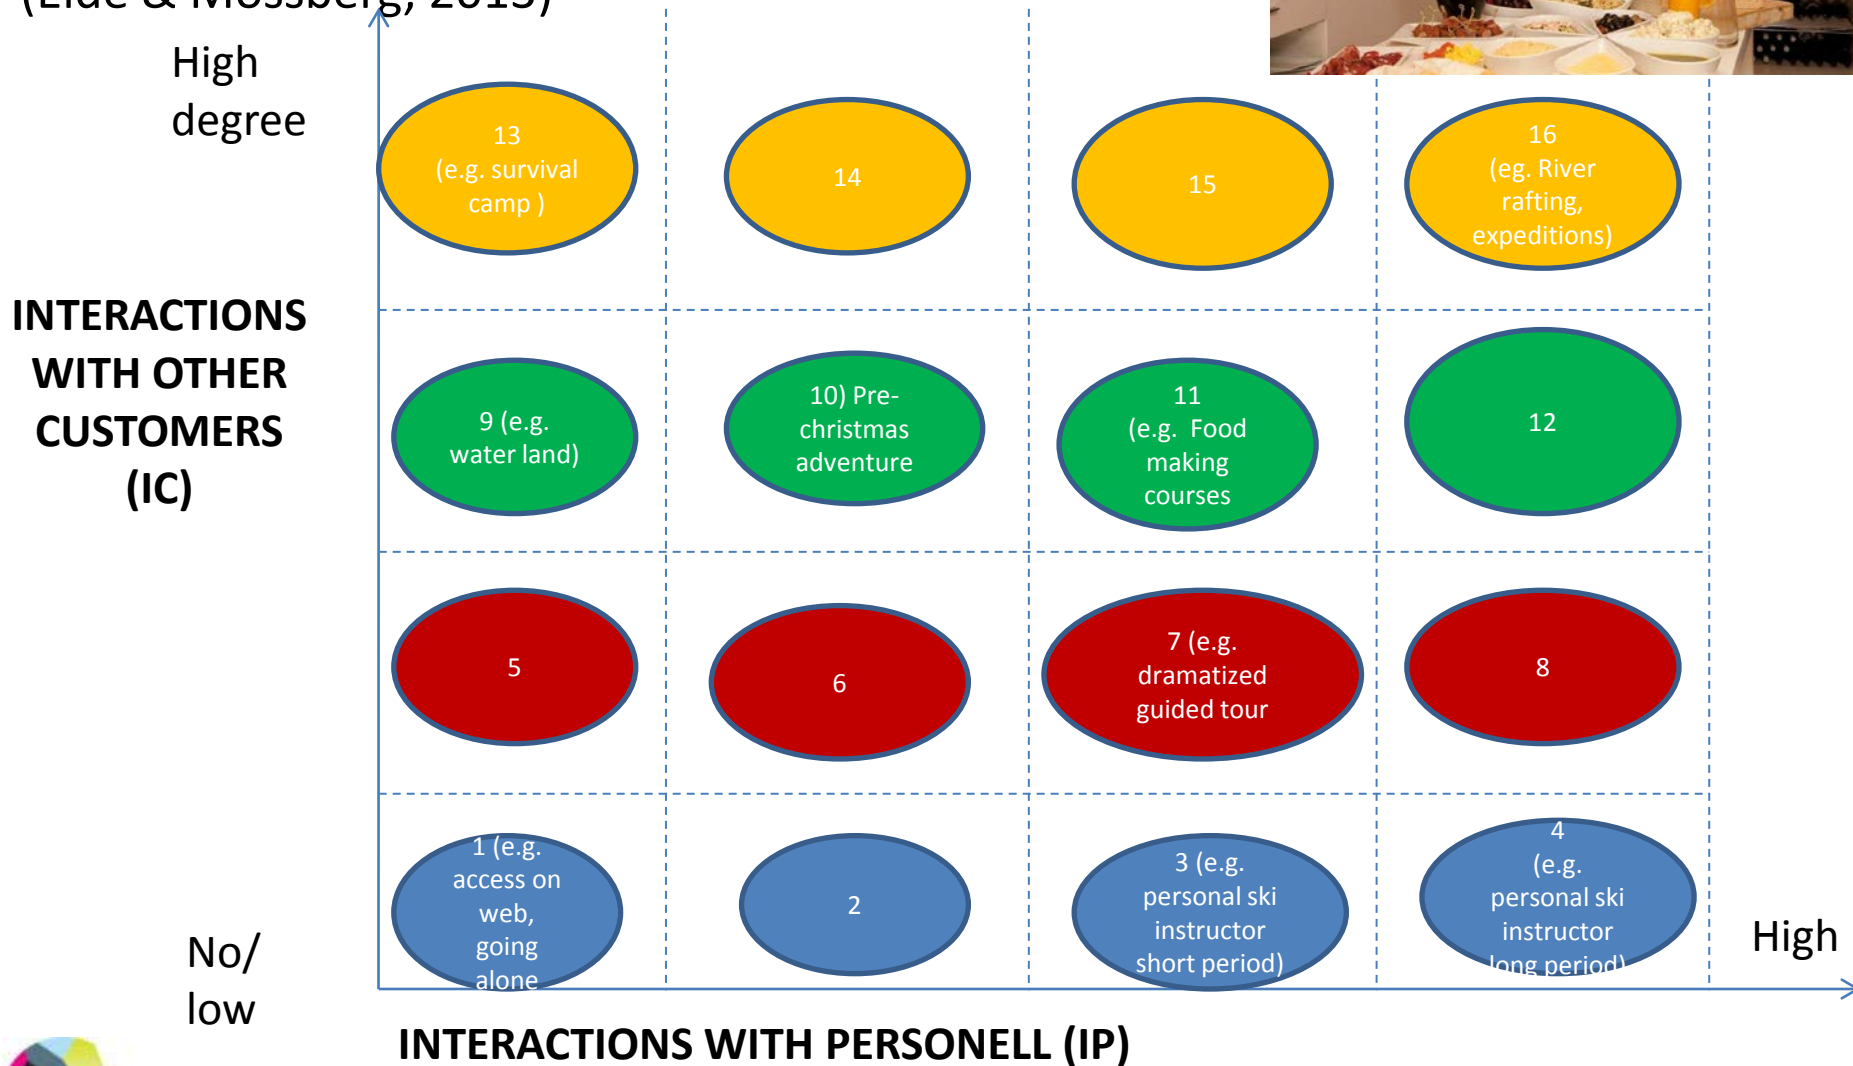 (Eide & Mossberg, 2013)
High
degree
13
(e.g. survival
camp )
14
15
16
(eg. River
rafting,
expeditions)
INTERACTIONS
WITH OTHER
CUSTOMERS
(IC)
9 (e.g.
water land)
10) Pre-
christmas
adventure
11
(e.g.  Food
making
courses
12
5
6
7 (e.g.
dramatized
guided tour
8
1 (e.g.
access on
web,
going
alone
2
3 (e.g.
personal ski
instructor
short period)
4
(e.g.
personal ski
instructor
long period)
No/
low
High
INTERACTIONS WITH PERSONELL (IP)